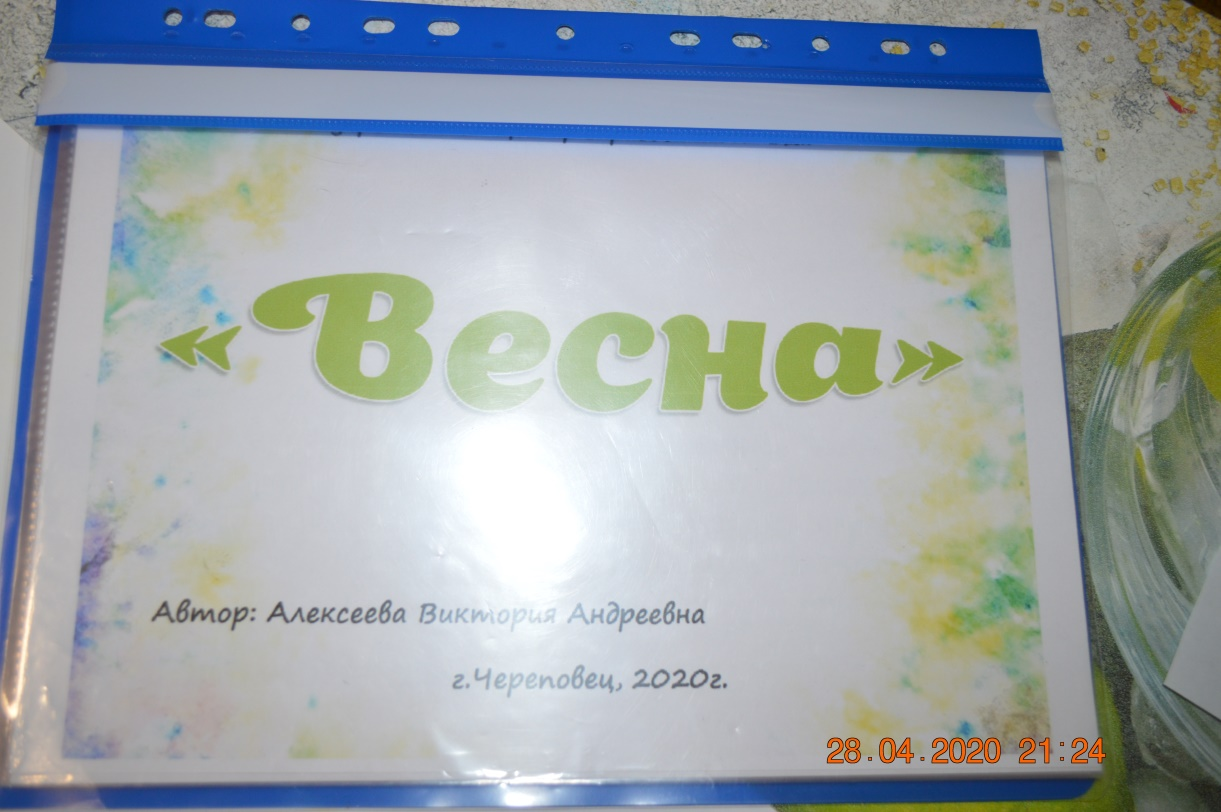 «Весна»
Автор: Алексеева Виктория Андреевна
г.Череповец, 2020г.
28.04.2020 21:24